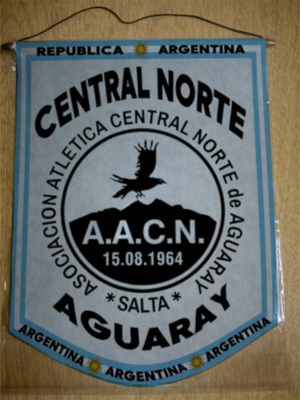 REPUBLICA ARGENTINA
CENTRAL NORTE
ASOCIACION ATLETICA CENTRAL NORTE de AGUARAY
A.A.C.N.
15.08.1964
* SALTA *
AGUARAY
ARGENTINA ARGENTINA ARGENTINA